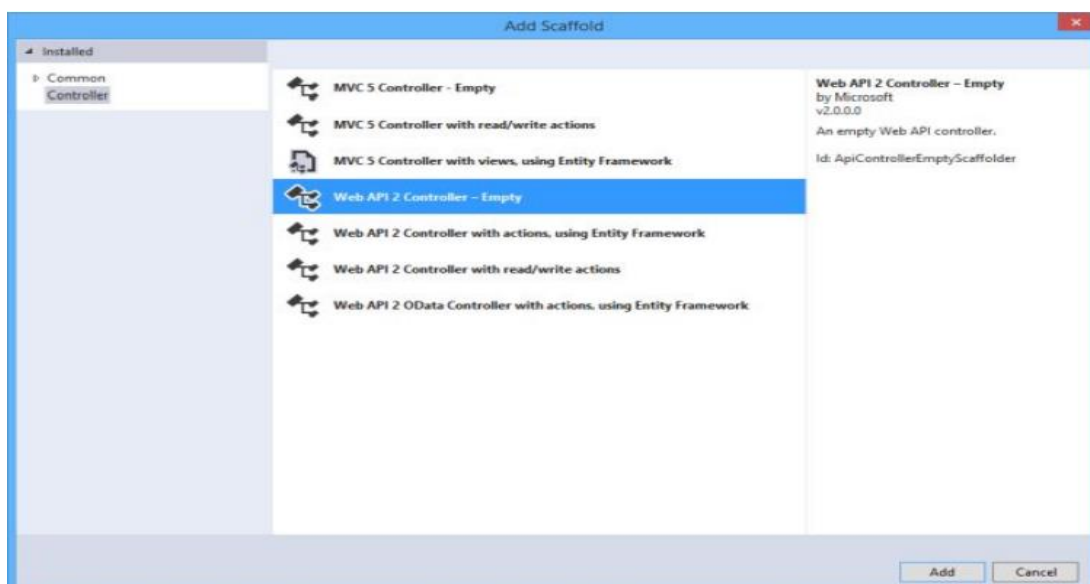 Add Scaffold
Installed
Common
Controller
MVC 5 Controller - Empty
MVC 5 Controller with read/write actions
MVC 5 Controller with views, using Entity Framework
Web API 2 Controller – Empty
Web API 2 Controller with actions, using Entity Framework
Web API 2 Controller with read/write actions
Web API 2 OData Controller with actions, using Entity Framework
Web API 2 Controller – Empty
by Microsoft
v2.0.0.0
An empty Web API controller.
Id: ApiControllerEmptyScaffolder
Add
Cancel